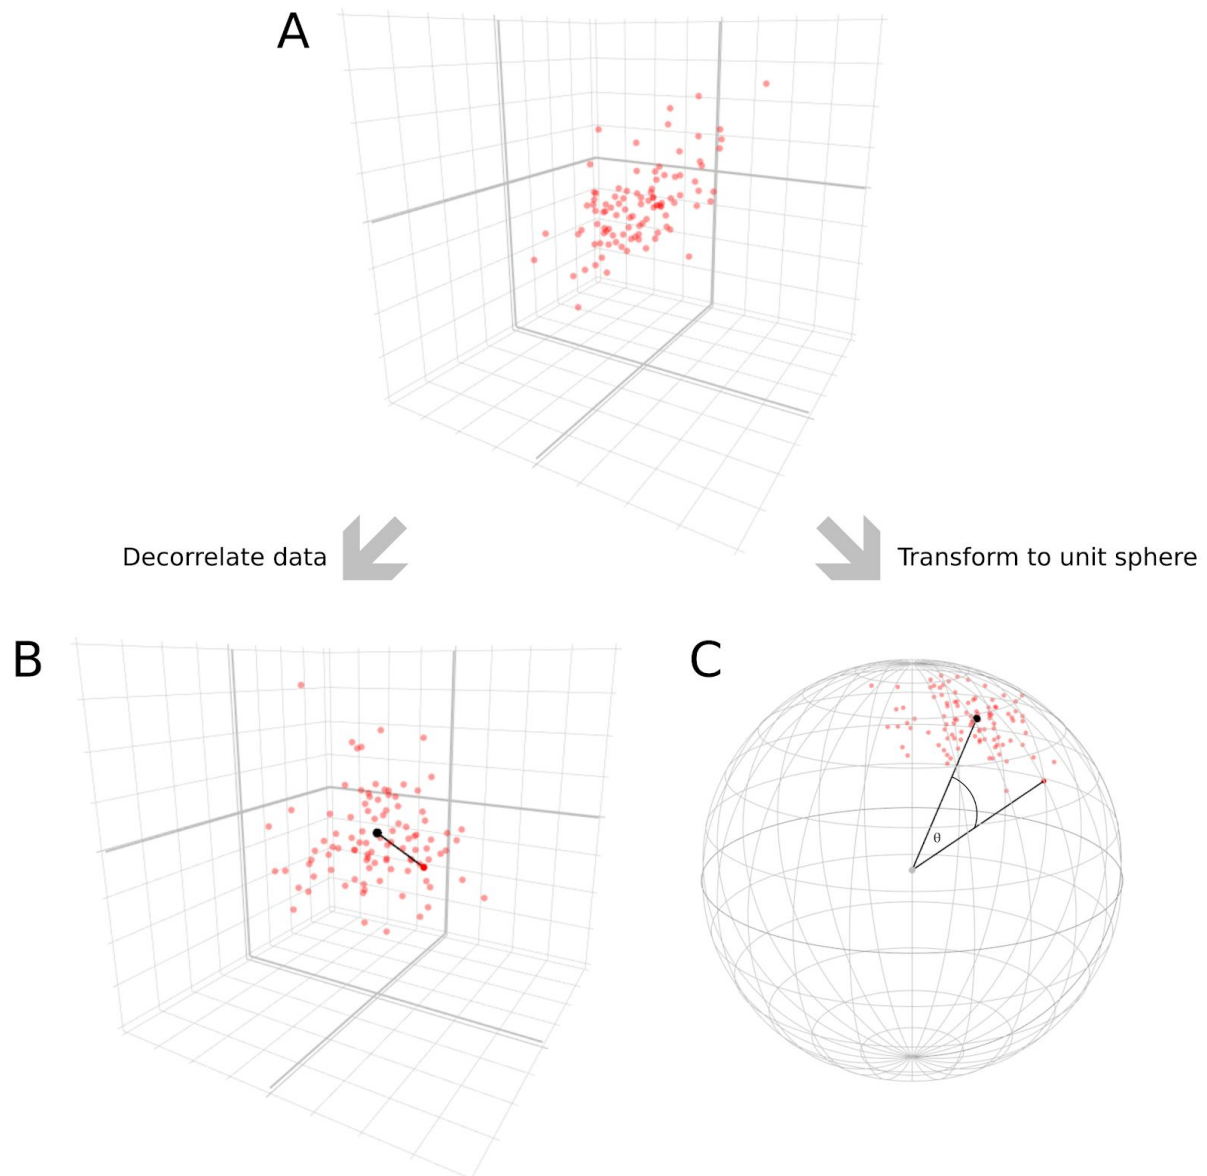 A
Decorrelate data
Transform to unit sphere
B
C
θ